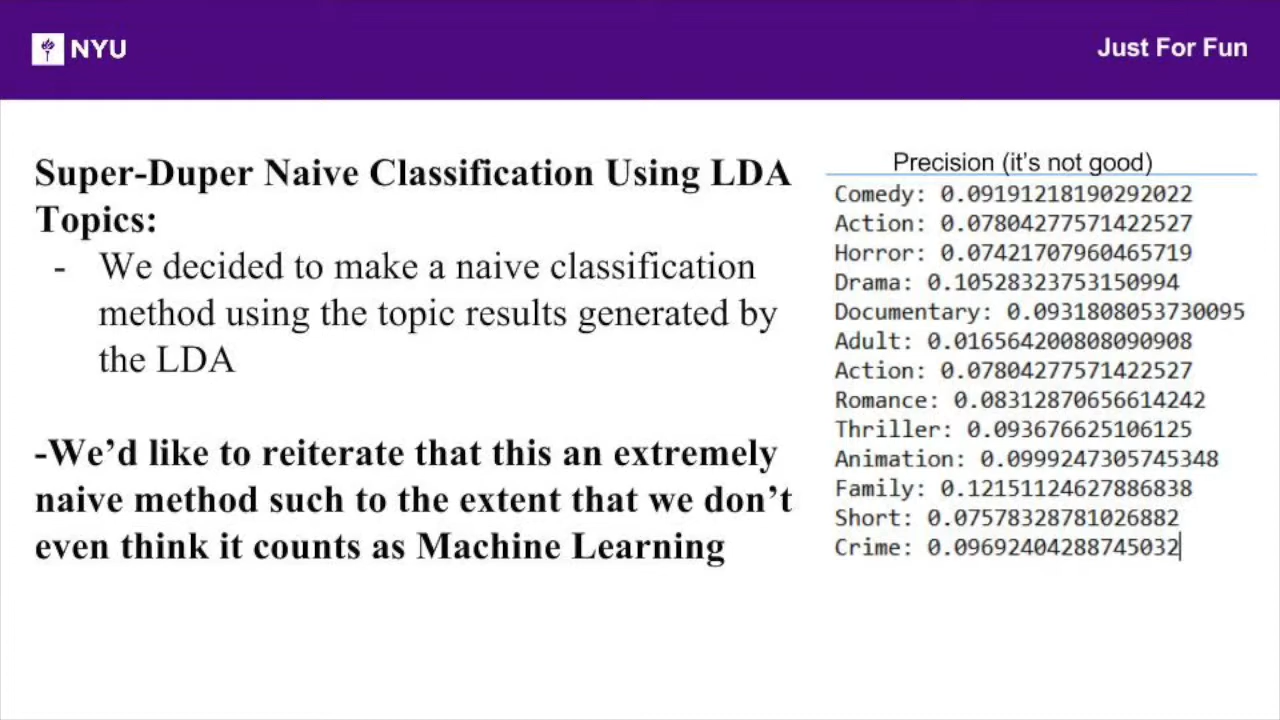 NYU
Just For Fun
Super-Duper Naive Classification Using LDA
Topics:
- We decided to make a naive classification
method using the topic results generated by
the LDA
-We’d like to reiterate that this an extremely
naive method such to the extent that we don’t
even think it counts as Machine Learning
Precision (it’s not good)
Comedy: 0.09191218190292022
Action: 0.07804277571422527
Horror: 0.07421707960465719
Drama: 0.10528323753150994
Documentary: 0.0931808053730095
Adult: 0.016564200808090908
Action: 0.07804277571422527
Romance: 0.08312870656614242
Thriller: 0.093676625106125
Animation: 0.0999247305745348
Family: 0.12151124627886838
Short: 0.07578328781026882
Crime: 0.09692404288745032